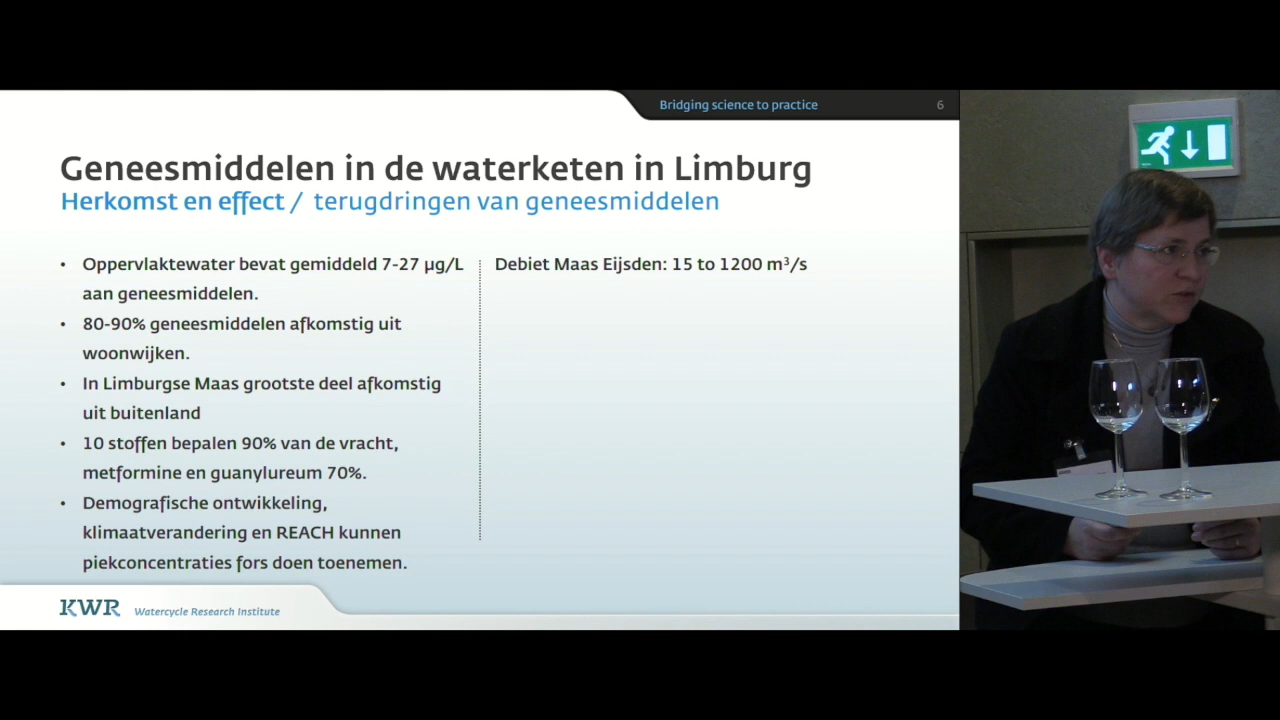 Bridging science to practice 6
Geneesmiddelen in de waterketen in Limburg
Herkomst en effect / terugdringen van geneesmiddelen
• Oppervlaktewater bevat gemiddeld 7-27 µg/L
aan geneesmiddelen.
• 80-90% geneesmiddelen afkomstig uit
woonwijken.
• In Limburgse Maas grootste deel afkomstig
uit buitenland
• 10 stoffen bepalen 90% van de vracht,
metformine en guanylureum 70%.
• Demografische ontwikkeling,
klimaatverandering en REACH kunnen
piekconcentraties fors doen toenemen.
Debiet Maas Eijsden: 15 to 1200 m³/s
KWR Watercycle Research Institute